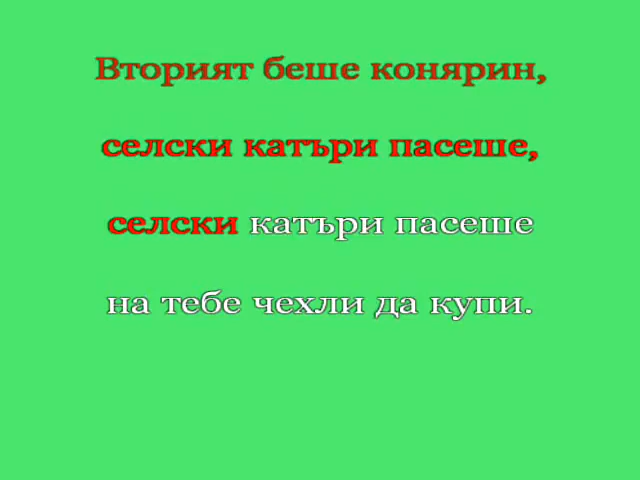 Вторият беше конярин,
селски катъри пасеше,
селски катъри пасеше
на тебе чехли да купи.